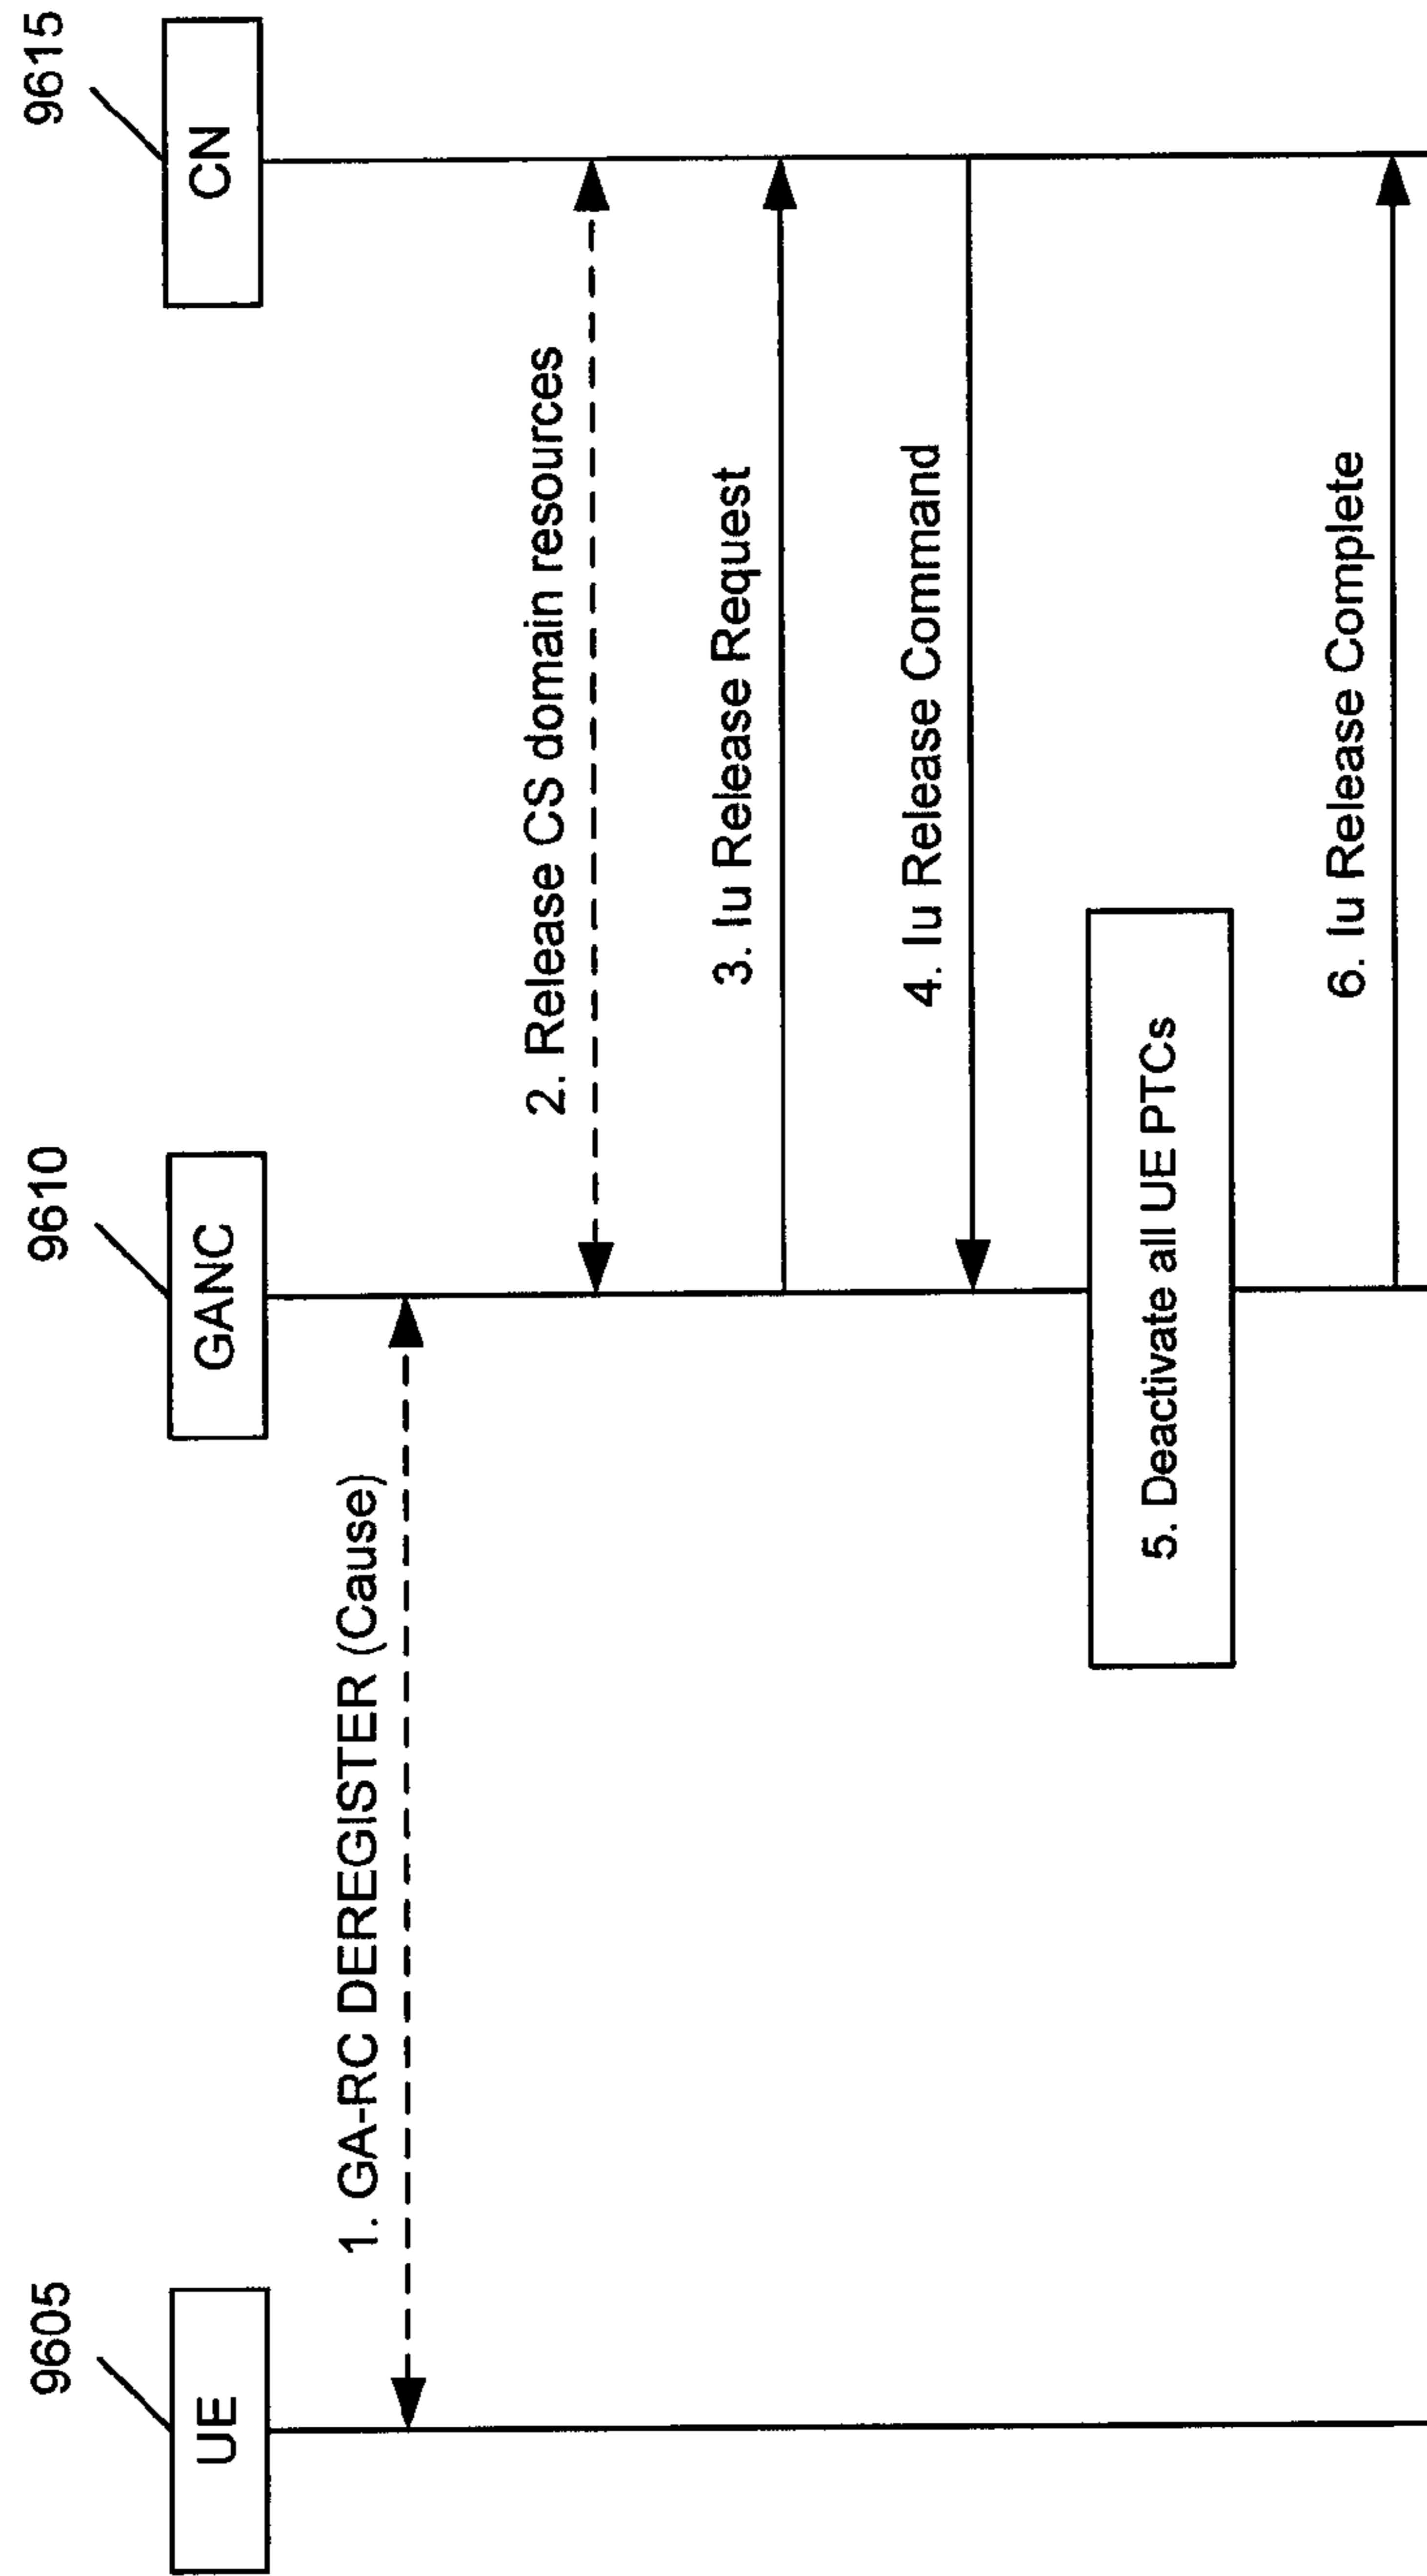 9605
9610
9615
UE
GANC
CN
1. GA-RC DEREGISTER (Cause)
2. Release CS domain resources
3. Iu Release Request
4. Iu Release Command
5. Deactivate all UE PTCs
6. Iu Release Complete